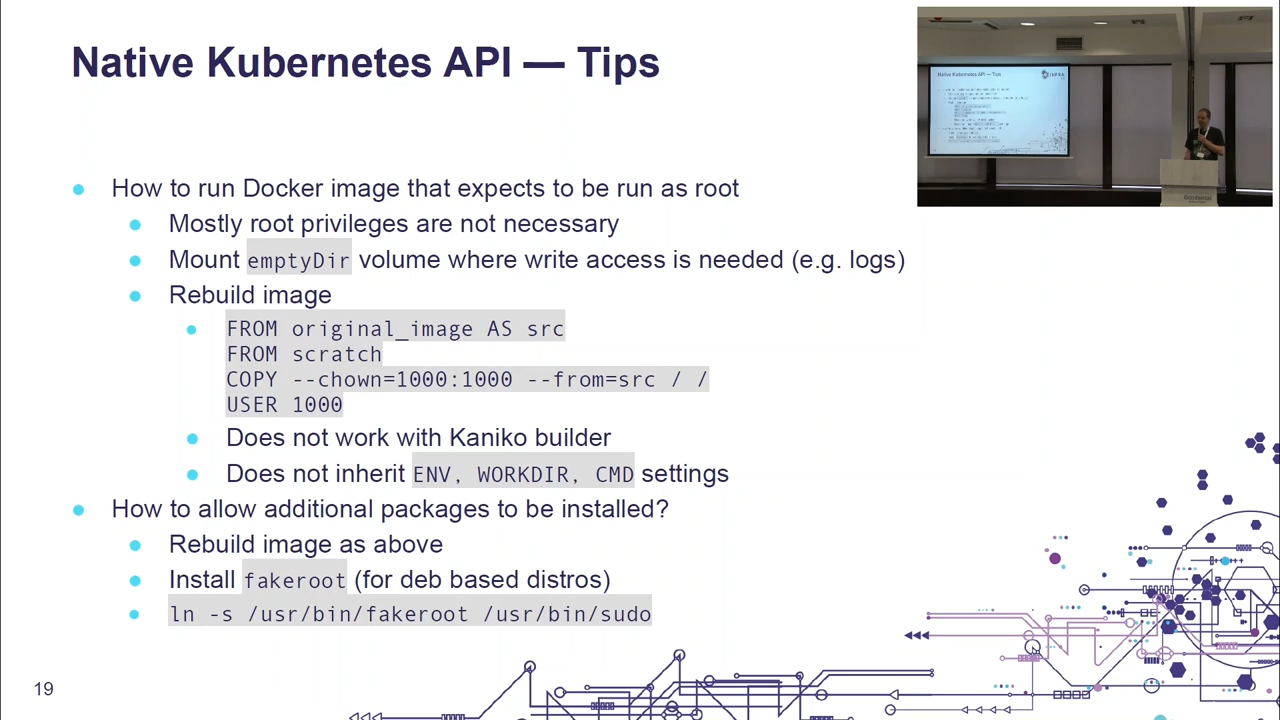 Native Kubernetes API — Tips
How to run Docker image that expects to be run as root
Mostly root privileges are not necessary
Mount emptyDir volume where write access is needed (e.g. logs)
Rebuild image
FROM original_image AS src
FROM scratch
COPY --chown=1000:1000 --from=src / /
USER 1000
Does not work with Kaniko builder
Does not inherit ENV, WORKDIR, CMD settings
How to allow additional packages to be installed?
Rebuild image as above
Install fakeroot (for deb based distros)
ln -s /usr/bin/fakeroot /usr/bin/sudo
19
Native Kubernetes API — Tips